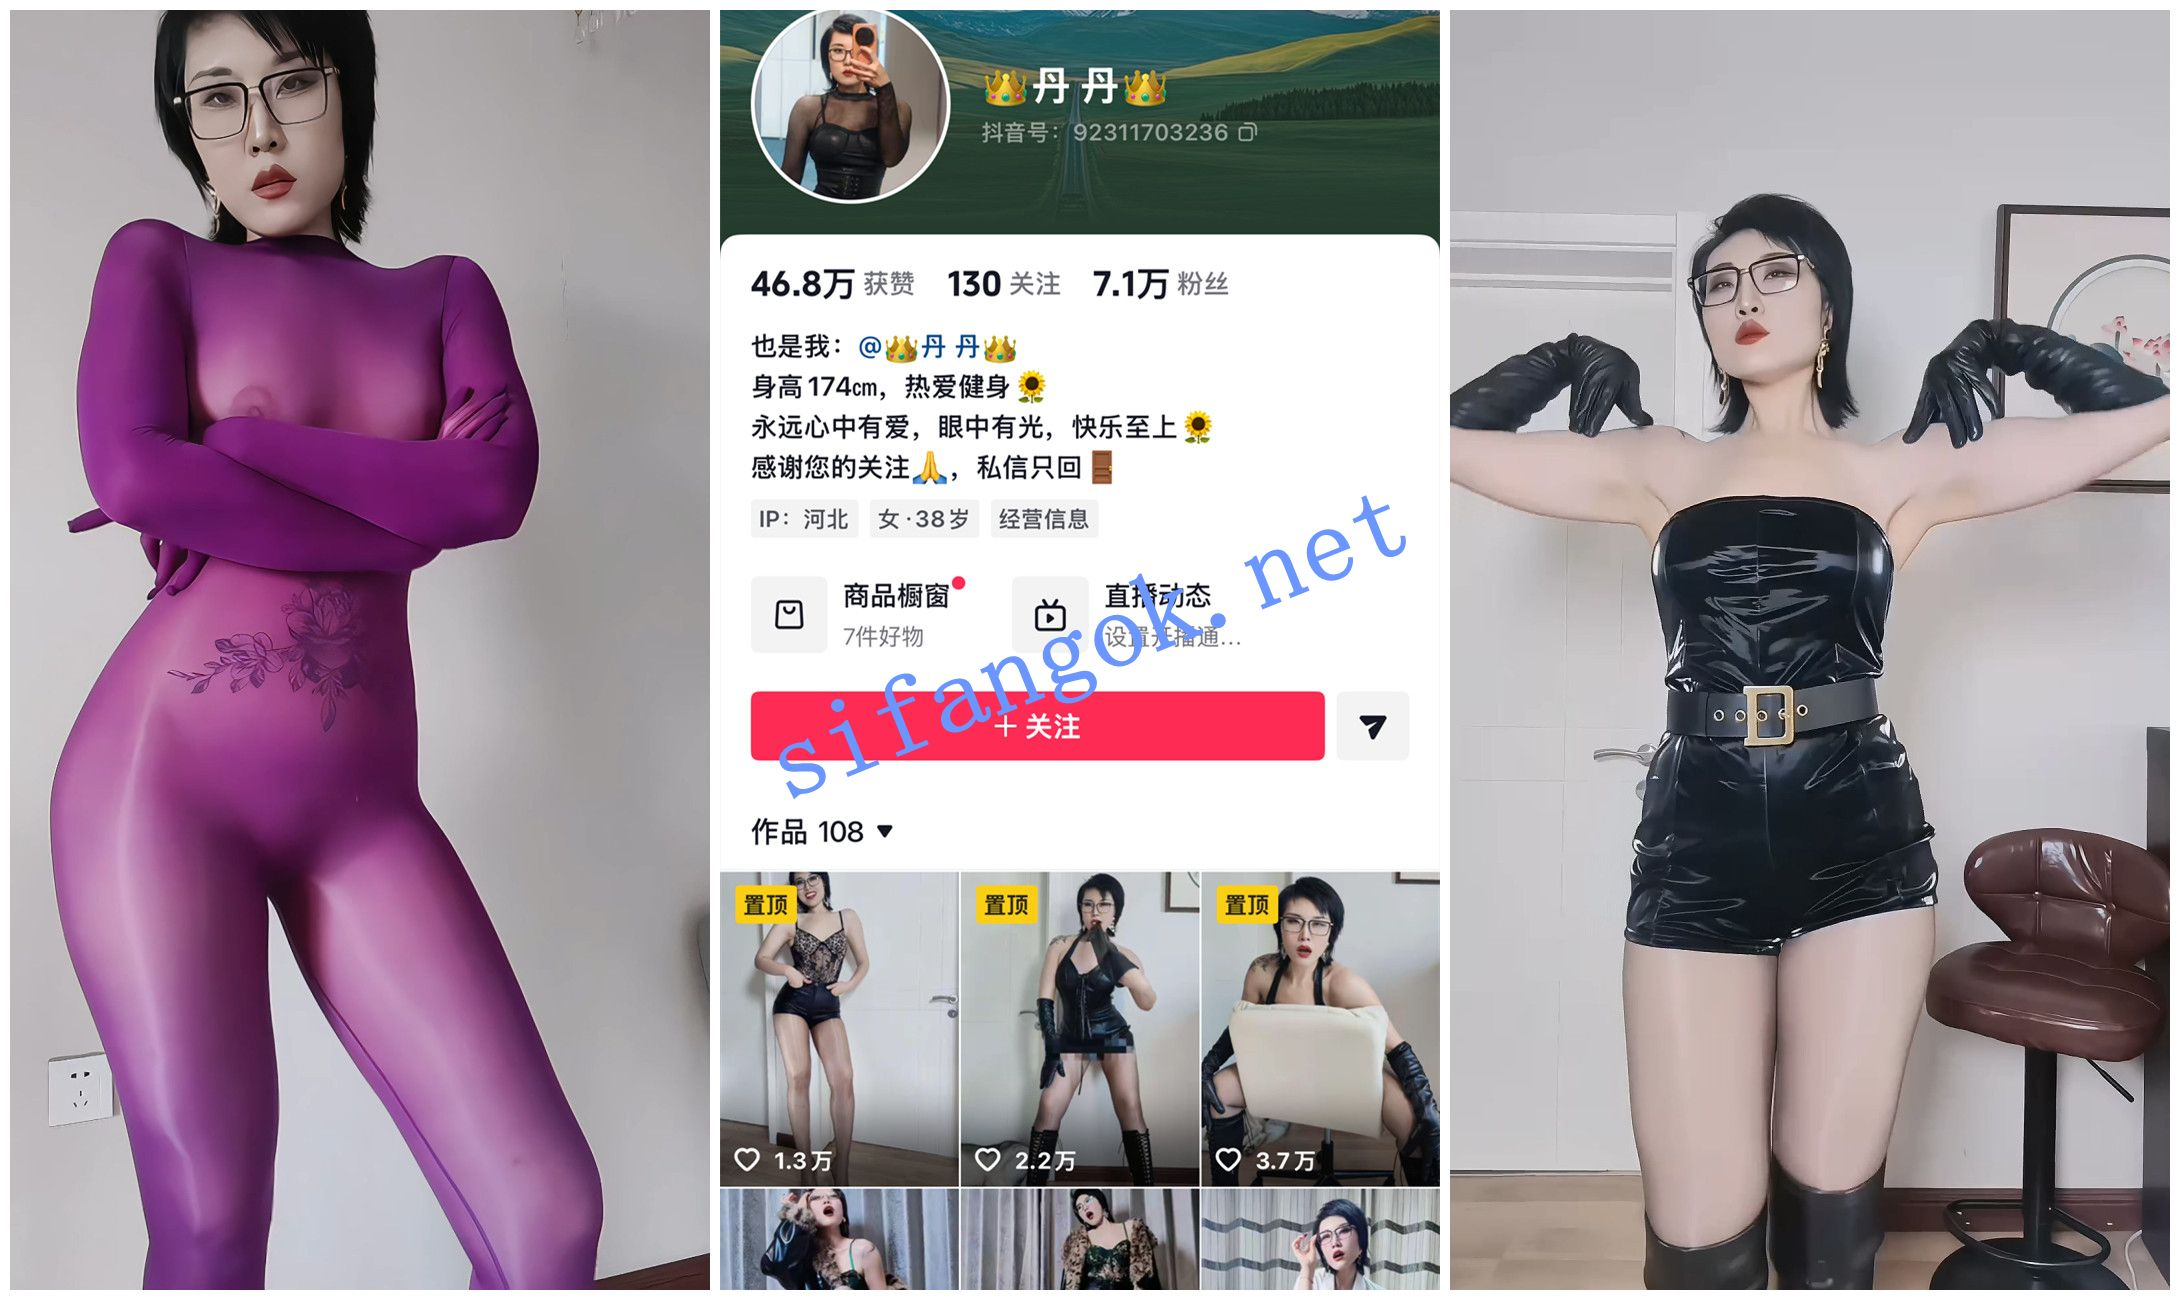 👑丹 丹👑
抖音号：92311703236
46.8万 获赞 130 关注 7.1万 粉丝
也是我：@👑丹 丹👑
身高174㎝，热爱健身🌻
永远心中有爱，眼中有光，快乐至上🌻
感谢您的关注🙏，私信只回🚪
IP：河北 女·38岁 经营信息
商品橱窗 直播动态
7件好物 设置开播通…
sifangok.net
＋关注
作品 108
置顶 置顶 置顶
1.3万 2.2万 3.7万